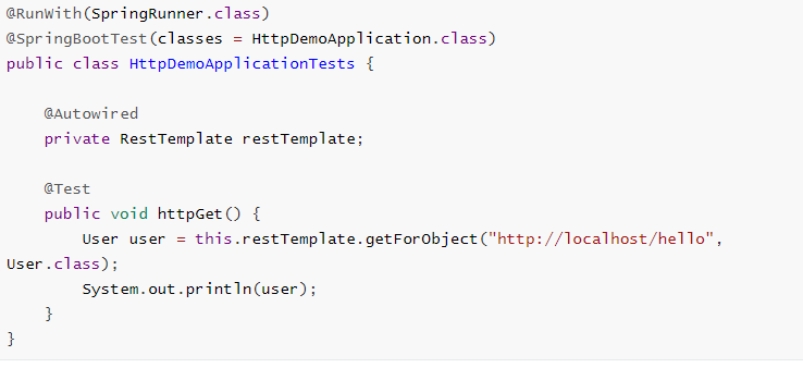 @RunWith(SpringRunner.class)
@SpringBootTest(classes = HttpDemoApplication.class)
public class HttpDemoApplicationTests {
@Autowired
private RestTemplate restTemplate;
@Test
public void httpGet() {
User user = this.restTemplate.getForObject("http://localhost/hello",
User.class);
System.out.println(user);
}
}